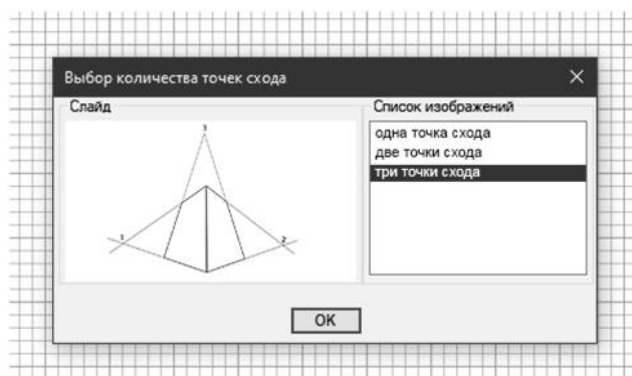 Выбор количества точек схода
Слайд
3
1
2
Список изображений
одна точка схода
две точки схода
три точки схода
OK